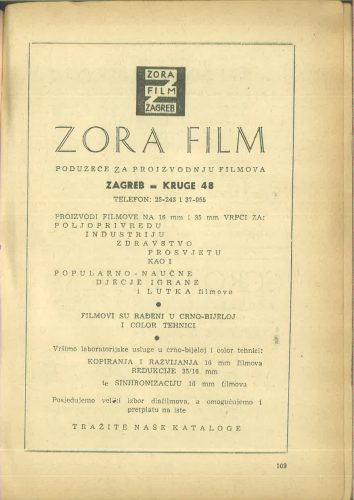 ZORA
FILM
ZAGREB
ZORA FILM
PODUZEĆE ZA PROIZVODNJU FILMOVA
ZAGREB - KRUGE 48
TELEFON: 25-243 i 37-055
PROIZVODI FILMOVE NA 16 mm i 35 mm VRPCI ZA:
POLJOPRIVREDU
INDUSTRIJU
ZDRAVSTVO
PROSVJETU
KAO I
POPULARNO-NAUČNE
DJEČJE IGRANE
i LUTKA filmove
●
FILMOVI SU RAĐENI U CRNO-BIJELOJ
I COLOR TEHNICI
●
Vršimo laboratorijske usluge u crno-bijeloj i color tehnici:
KOPIRANJA I RAZVIJANJA 16 mm filmova
REDUKCIJE 35/16 mm
te SINHRONIZACIJU 16 mm filmova
Posjedujemo veliki izbor diafilmova, a omogućujemo i
pretplatu na iste
TRAŽITE NAŠE KATALOGE
109